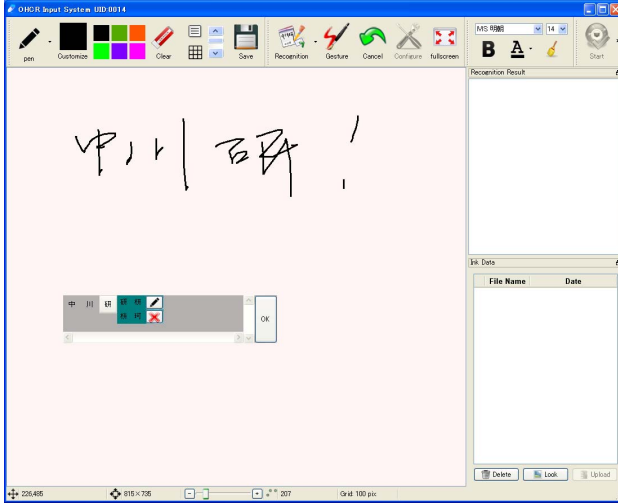 OHCR Input System UID:0014
pen Customize Clear Save Recognition Gesture Cancel Configure fullscreen
MS 明朝 14
B A
Start
Recognition Result
中川研!
Ink Data
File Name Date
中 川 研
OK
Delete Look Upload
226,485 815×735 207 Grid: 100 pix